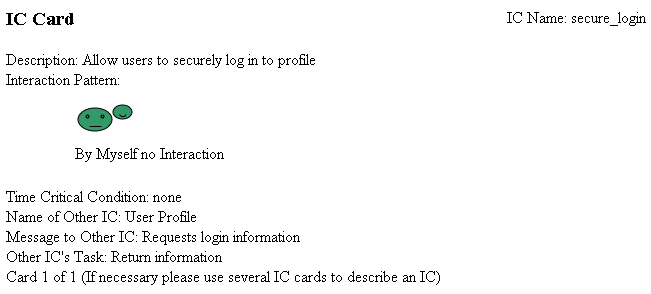 IC Card
IC Name: secure_login
Description: Allow users to securely log in to profile
Interaction Pattern:
By Myself no Interaction
Time Critical Condition: none
Name of Other IC: User Profile
Message to Other IC: Requests login information
Other IC's Task: Return information
Card 1 of 1 (If necessary please use several IC cards to describe an IC)